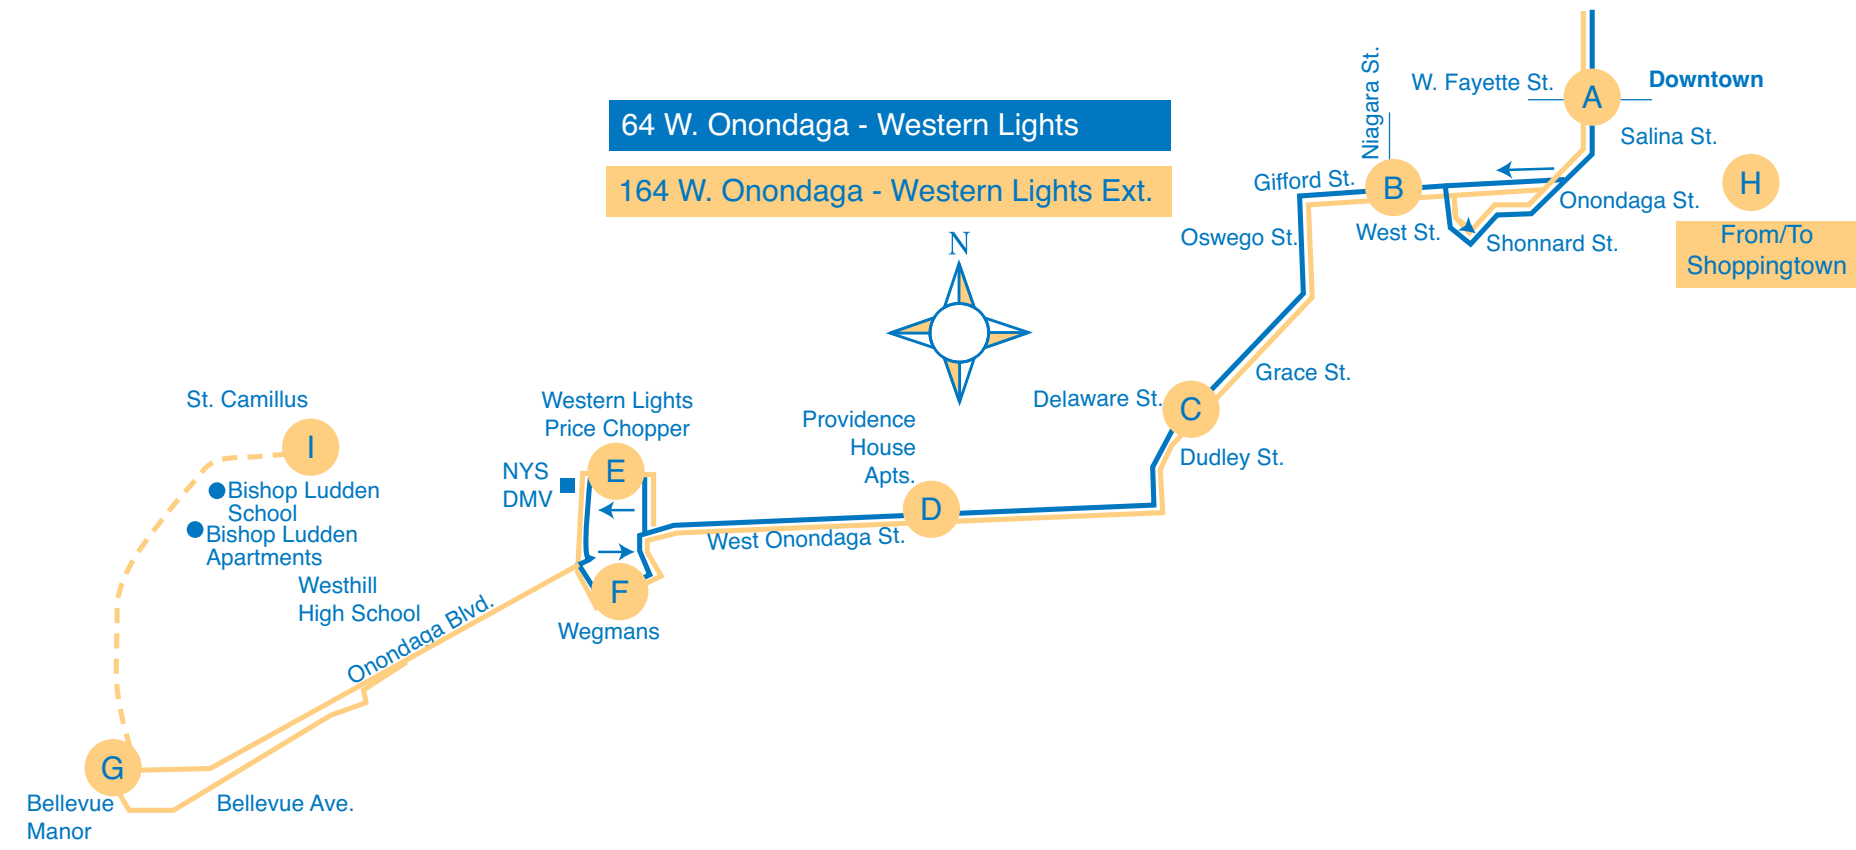 Niagara St.
W. Fayette St.
A
Downtown
Salina St.
64 W. Onondaga - Western Lights
164 W. Onondaga - Western Lights Ext.
Gifford St.
B
H
Onondaga St.
West St.
Shonnard St.
Oswego St.
From/To
Shoppingtown
N
Grace St.
Delaware St.
C
Dudley St.
St. Camillus
I
Western Lights
Price Chopper
Providence
House
Apts.
E
NYS
DMV
Bishop Ludden
School
Bishop Ludden
Apartments
D
West Onondaga St.
Westhill
High School
F
Wegmans
Onondaga Blvd.
G
Bellevue
Manor
Bellevue Ave.